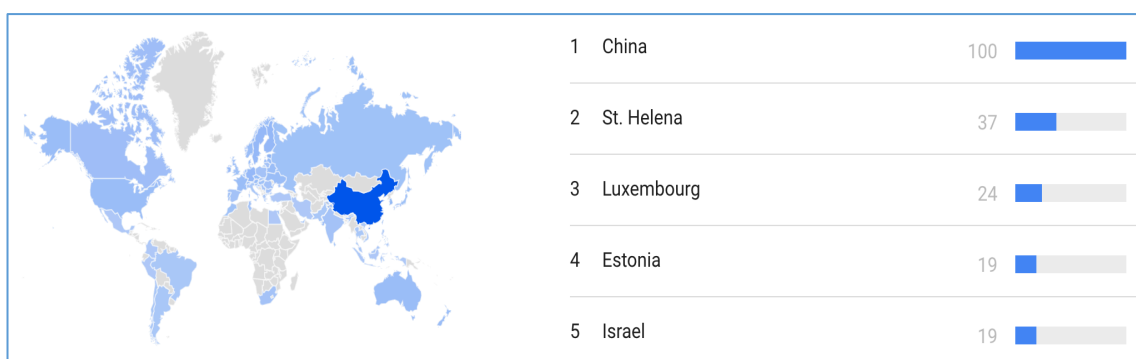 1 China 100
2 St. Helena 37
3 Luxembourg 24
4 Estonia 19
5 Israel 19